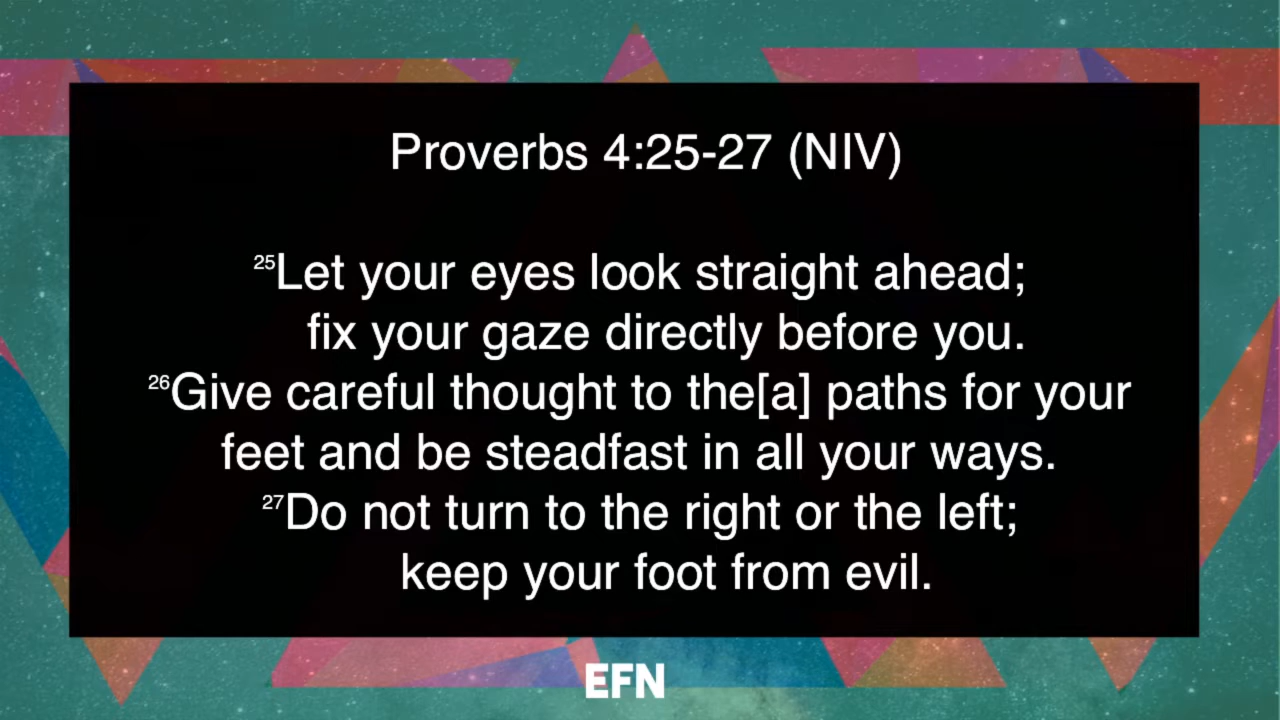 Proverbs 4:25-27 (NIV)
25Let your eyes look straight ahead;
fix your gaze directly before you.
26Give careful thought to the[a] paths for your
feet and be steadfast in all your ways.
27Do not turn to the right or the left;
keep your foot from evil.
EFN